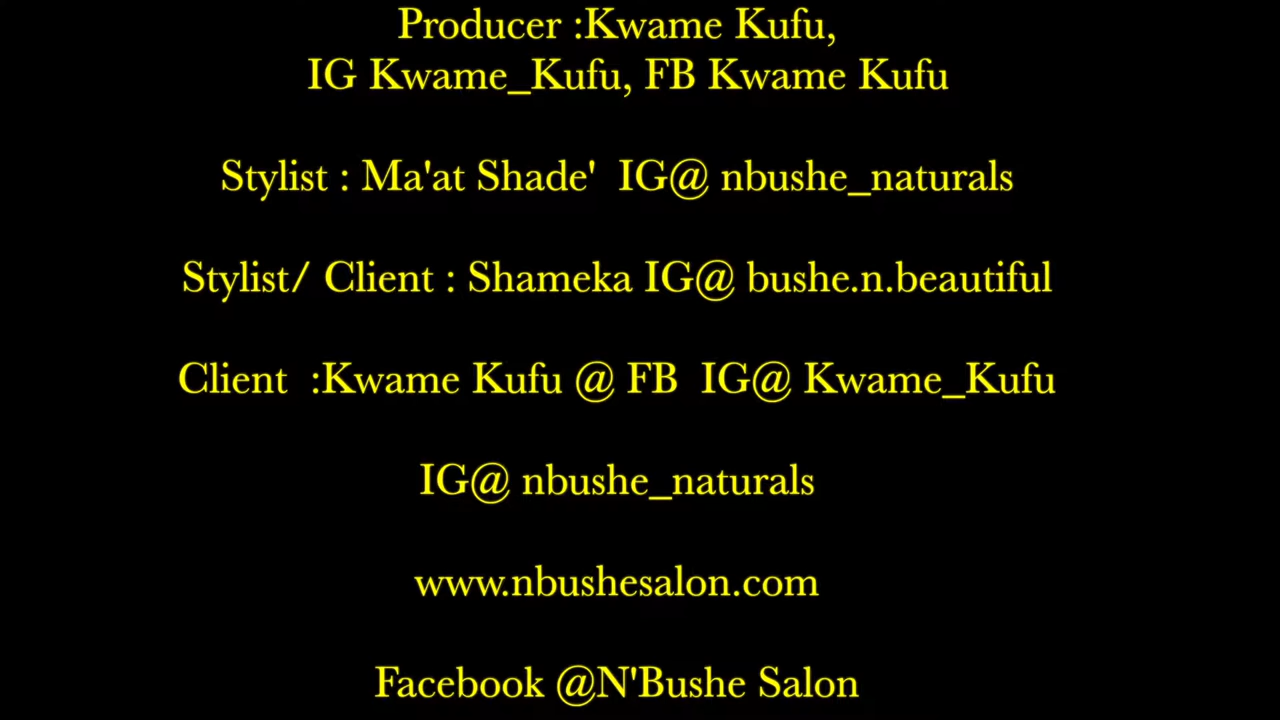 Producer :Kwame Kufu,
IG Kwame_Kufu, FB Kwame Kufu
Stylist : Ma'at Shade'  IG@ nbushe_naturals
Stylist/ Client : Shameka IG@ bushe.n.beautiful
Client  :Kwame Kufu @ FB  IG@ Kwame_Kufu
IG@ nbushe_naturals
www.nbushesalon.com
Facebook @N'Bushe Salon